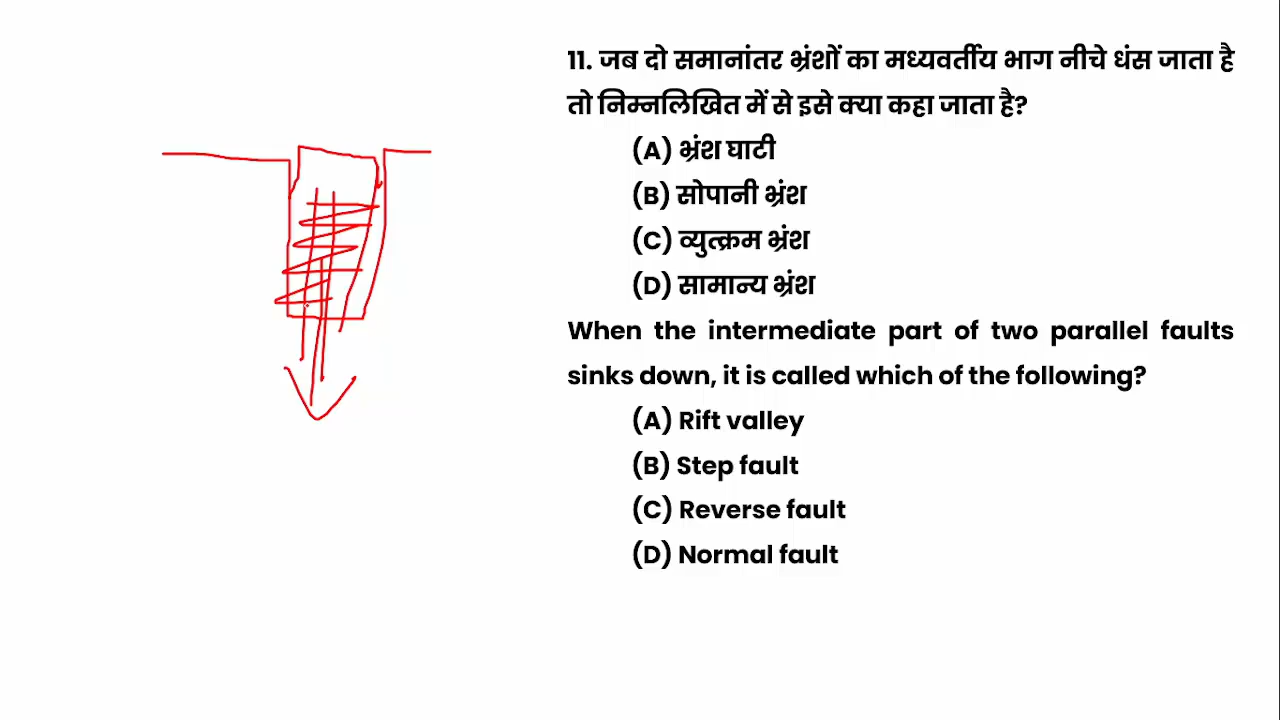 11. जब दो समानांतर भ्रंशों का मध्यवर्तीय भाग नीचे धंस जाता है
तो निम्नलिखित में से इसे क्या कहा जाता है?
(A) भ्रंश घाटी
(B) सोपानी भ्रंश
(C) व्युत्क्रम भ्रंश
(D) सामान्य भ्रंश
When the intermediate part of two parallel faults
sinks down, it is called which of the following?
(A) Rift valley
(B) Step fault
(C) Reverse fault
(D) Normal fault